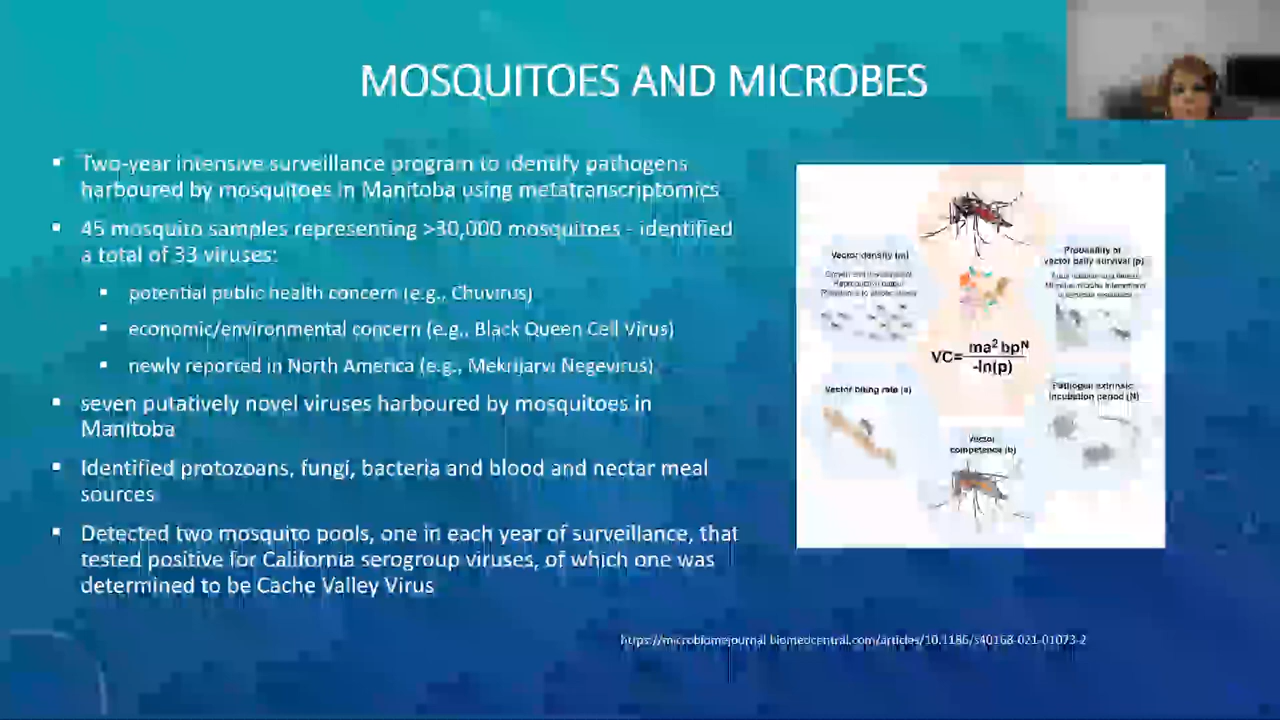 MOSQUITOES AND MICROBES
Two-year intensive surveillance program to identify pathogens
harboured by mosquitoes in Manitoba using metatranscriptomics
45 mosquito samples representing >30,000 mosquitoes - identified
a total of 33 viruses:
potential public health concern (e.g., Chuvirus)
economic/environmental concern (e.g., Black Queen Cell Virus)
newly reported in North America (e.g., Mekrijarvi Negevirus)
seven putatively novel viruses harboured by mosquitoes in
Manitoba
Identified protozoans, fungi, bacteria and blood and nectar meal
sources
Detected two mosquito pools, one in each year of surveillance, that
tested positive for California serogroup viruses, of which one was
determined to be Cache Valley Virus
Vector density (m)
Probability of
vector daily survival (p)
VC= ma² bpᴺ
-ln(p)
Vector biting rate (a)
Pathogen extrinsic
incubation period (N)
Vector
competence (b)
https://microbiomejournal.biomedcentral.com/articles/10.1186/s40168-021-01073-2